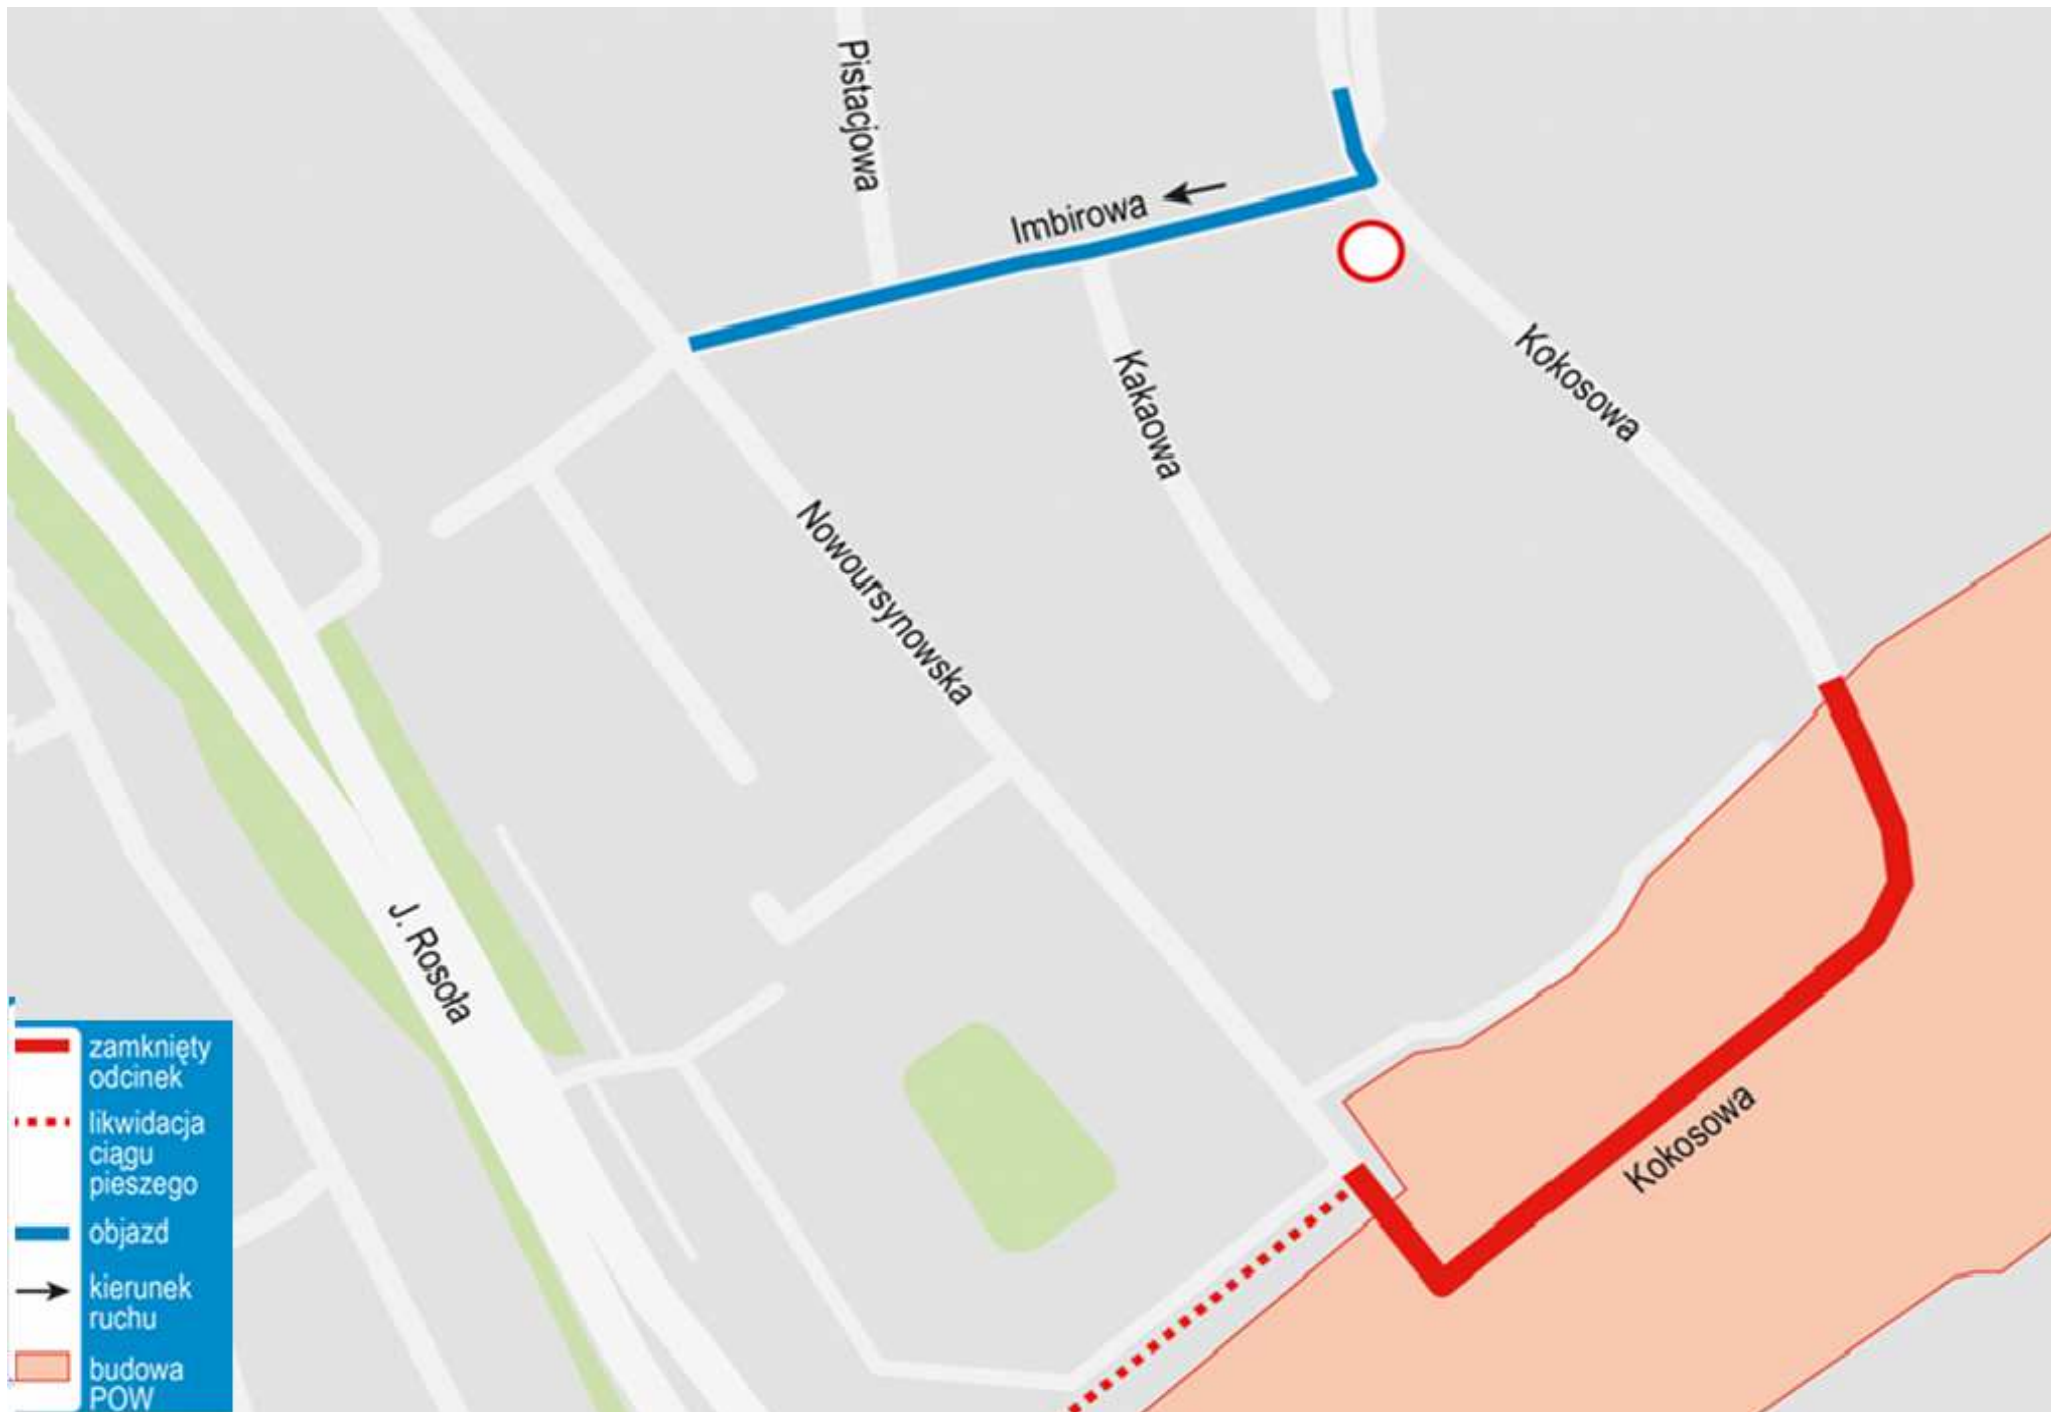 Pistacjowa
Imbirowa
Kokosowa
Kakaowa
Nowoursynowska
J. Rosoła
Kokosowa
zamknięty
odcinek
likwidacja
ciągu
pieszego
objazd
kierunek
ruchu
budowa
POW